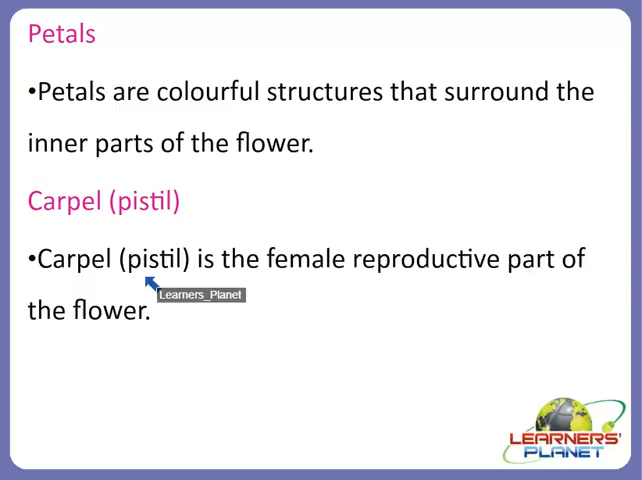 Petals
•Petals are colourful structures that surround the
inner parts of the flower.
Carpel (pistil)
•Carpel (pistil) is the female reproductive part of
Learners_Planet
the flower.
LEARNERS'
PLANET